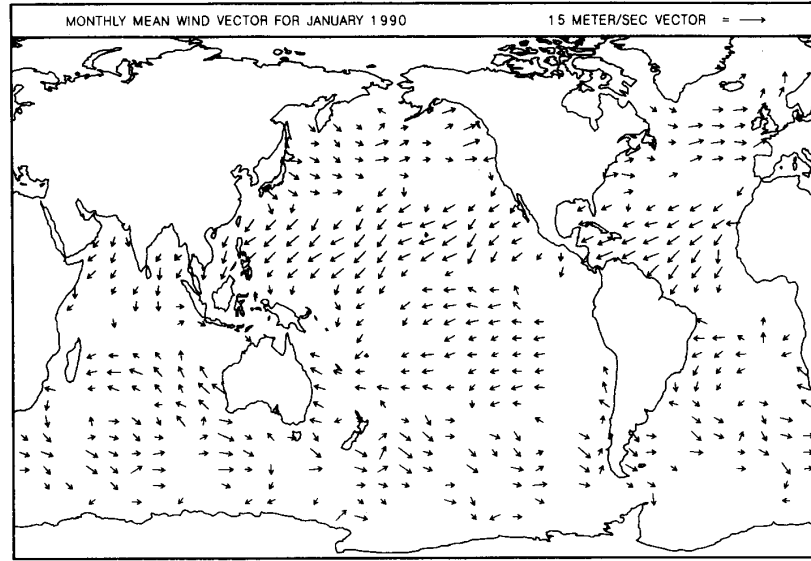 MONTHLY MEAN WIND VECTOR FOR JANUARY 1990 15 METER/SEC VECTOR = →